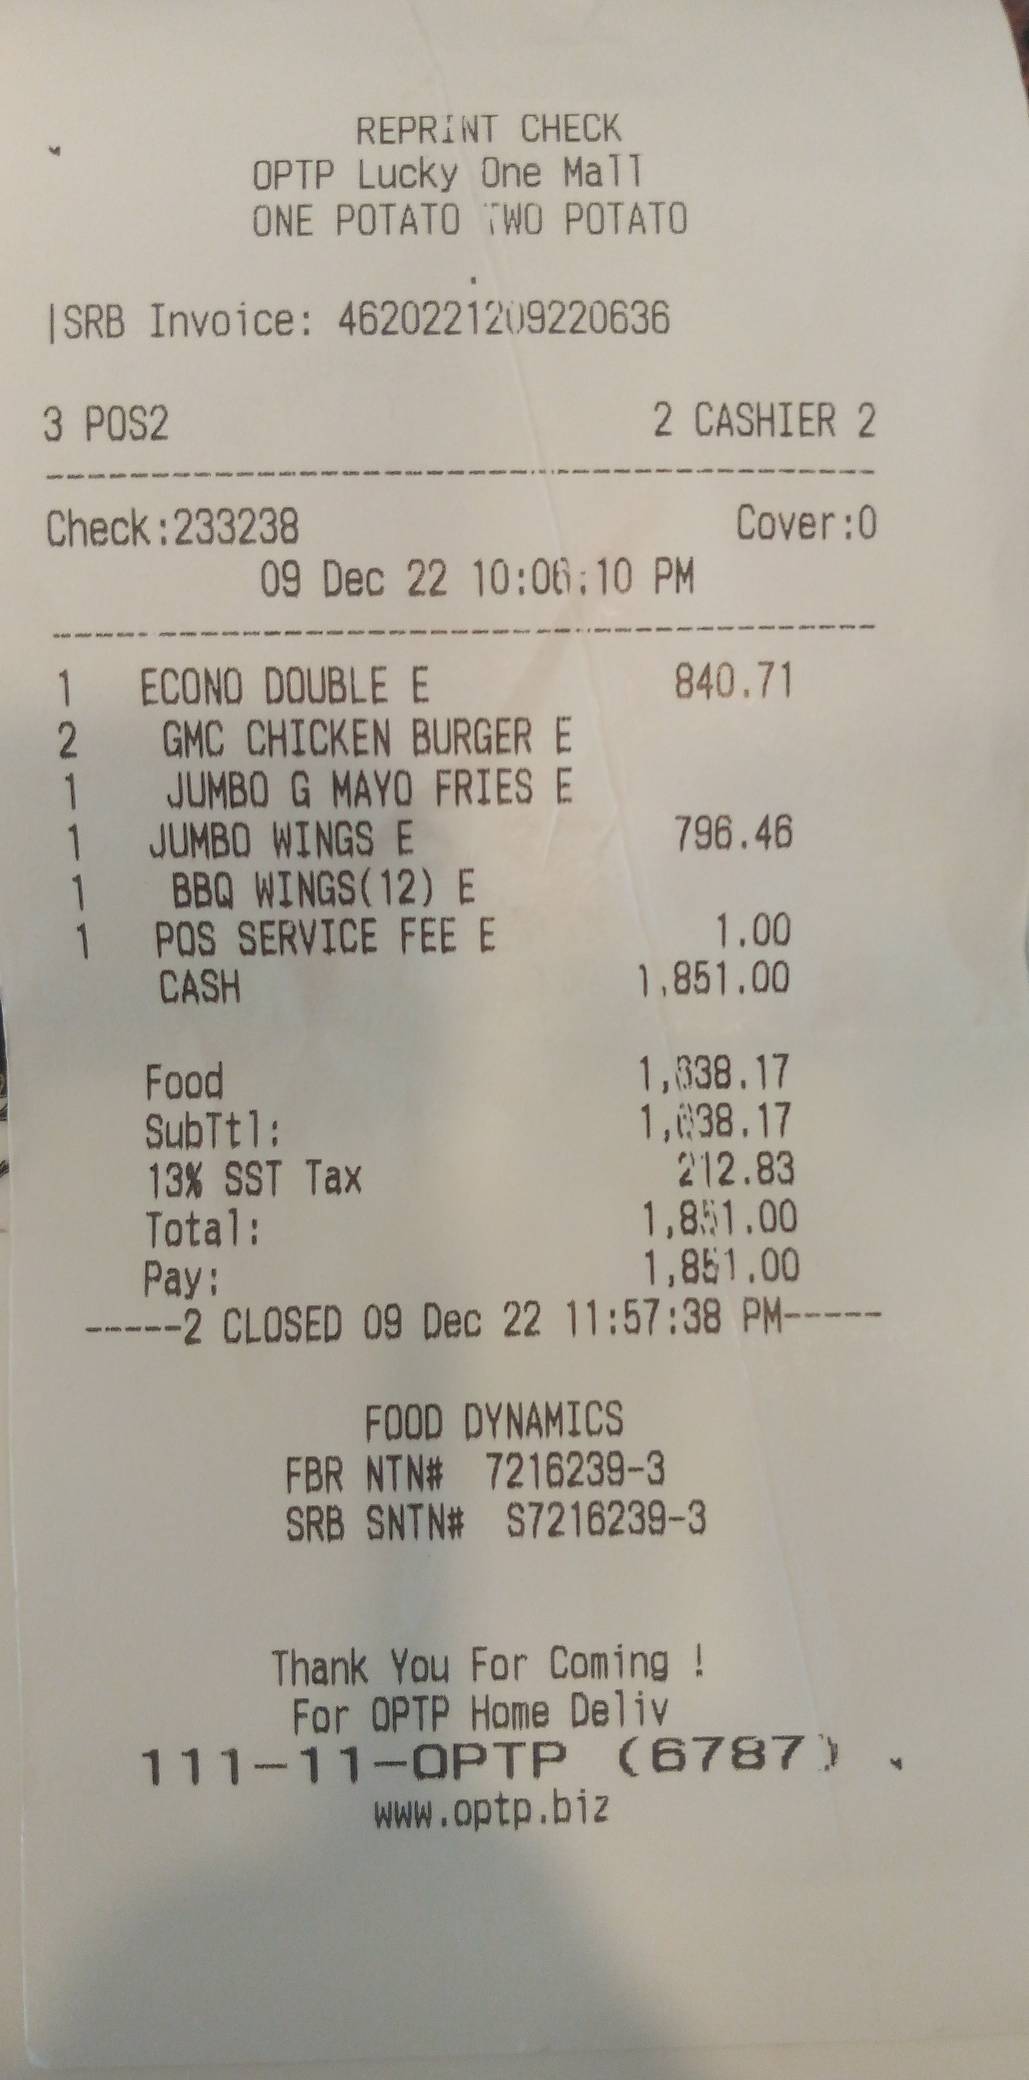 REPRINT CHECK
OPTP Lucky One Mall
ONE POTATO TWO POTATO
|SRB Invoice: 4620221209220636
3 POS2 2 CASHIER 2
--------------------------------
Check:233238 Cover:0
09 Dec 22 10:06:10 PM
--------------------------------
1 ECONO DOUBLE E 840.71
2 GMC CHICKEN BURGER E
1 JUMBO G MAYO FRIES E
1 JUMBO WINGS E 796.46
1 BBQ WINGS(12) E
1 POS SERVICE FEE E 1.00
CASH 1,851.00
Food 1,638.17
SubTtl: 1,638.17
13% SST Tax 212.83
Total: 1,851.00
Pay: 1,851.00
-----2 CLOSED 09 Dec 22 11:57:38 PM-----
FOOD DYNAMICS
FBR NTN# 7216239-3
SRB SNTN# S7216239-3
Thank You For Coming !
For OPTP Home Deliv
111-11-OPTP (6787)
www.optp.biz